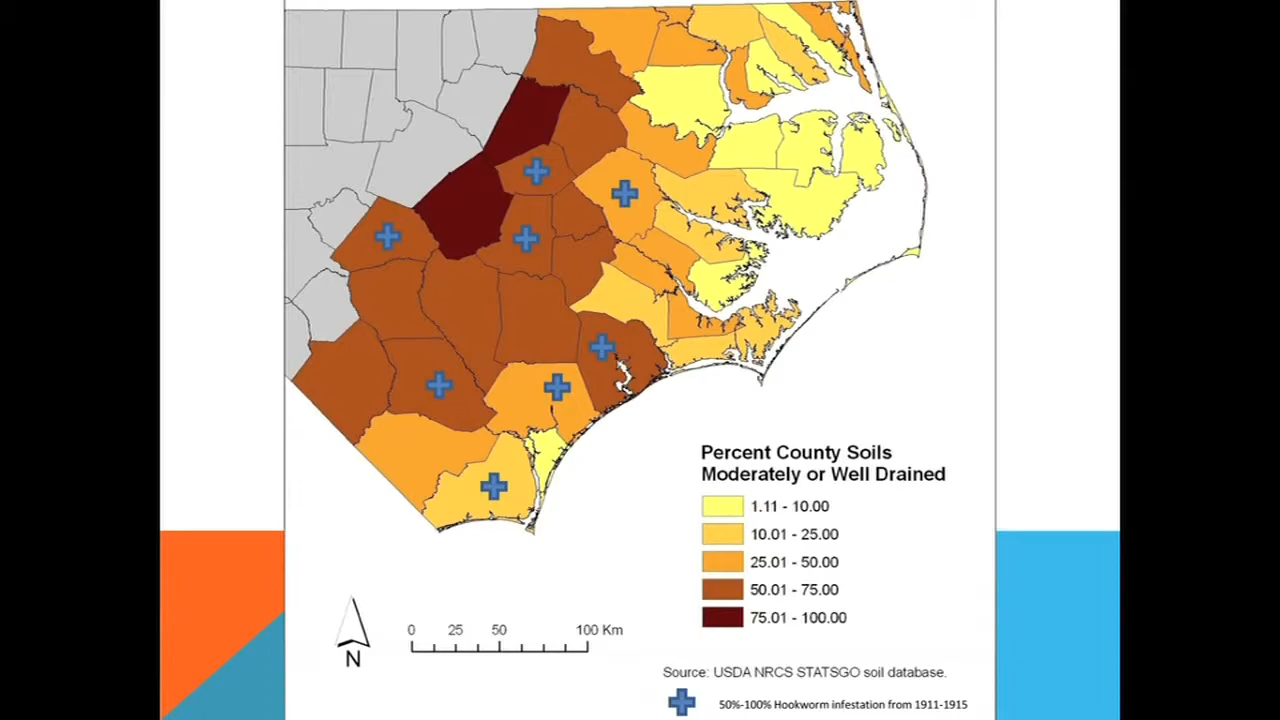 Percent County Soils
Moderately or Well Drained
1.11 - 10.00
10.01 - 25.00
25.01 - 50.00
50.01 - 75.00
75.01 - 100.00
0 25 50 100 Km
N
Source: USDA NRCS STATSGO soil database.
50%-100% Hookworm infestation from 1911-1915